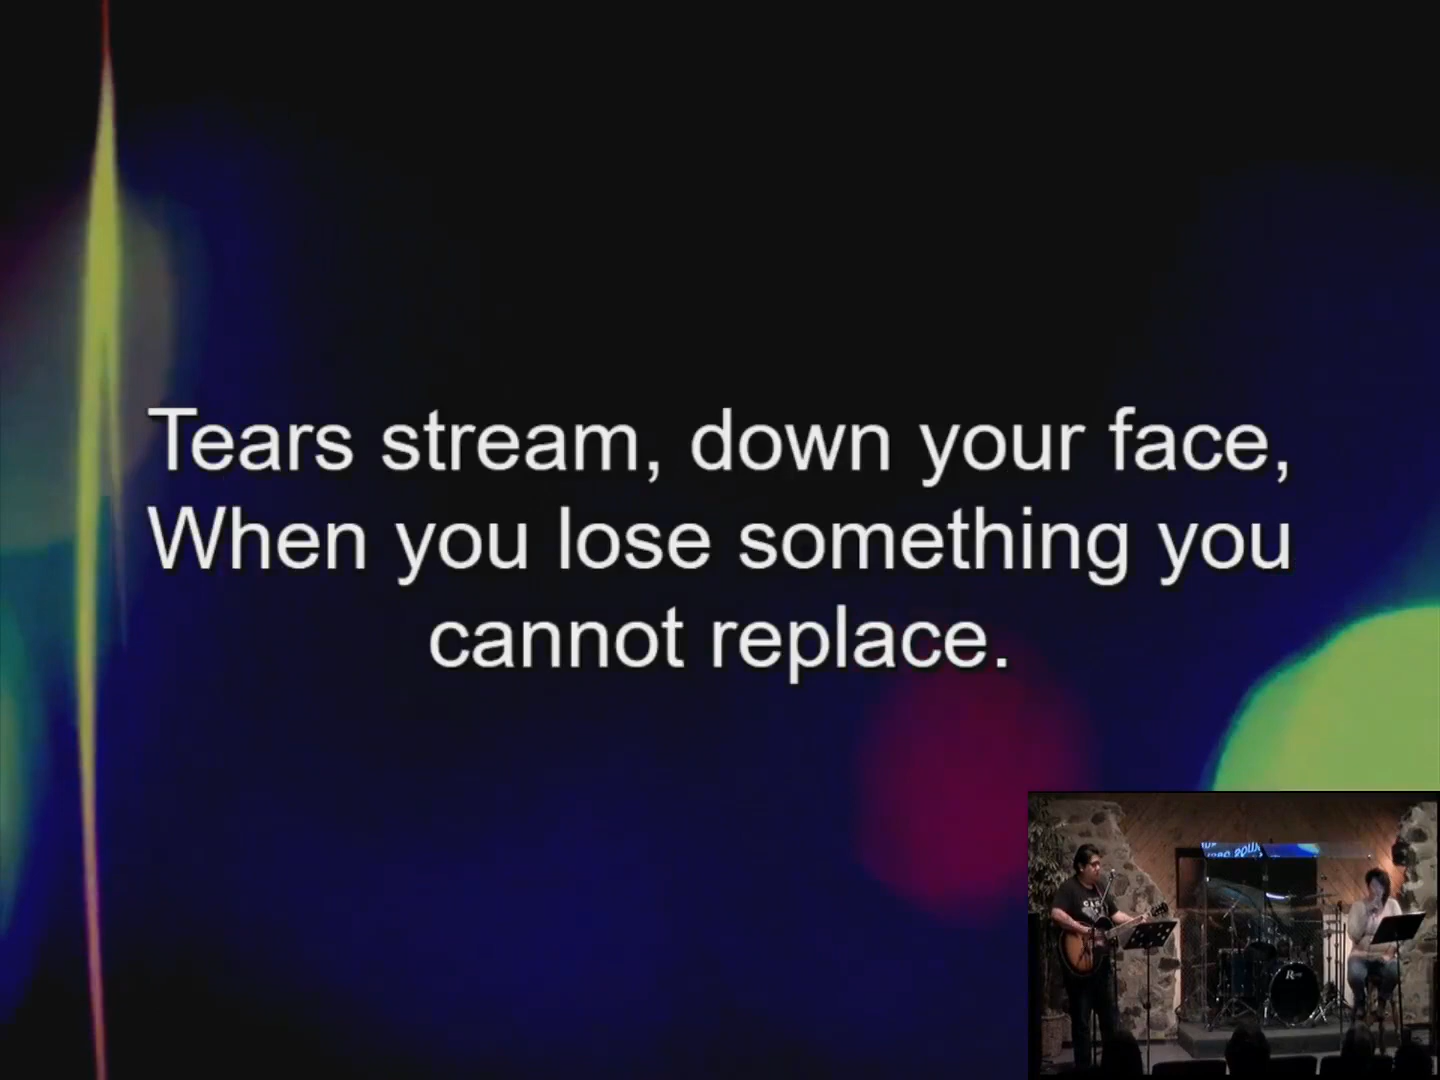 Tears stream, down your face,
When you lose something you
cannot replace.